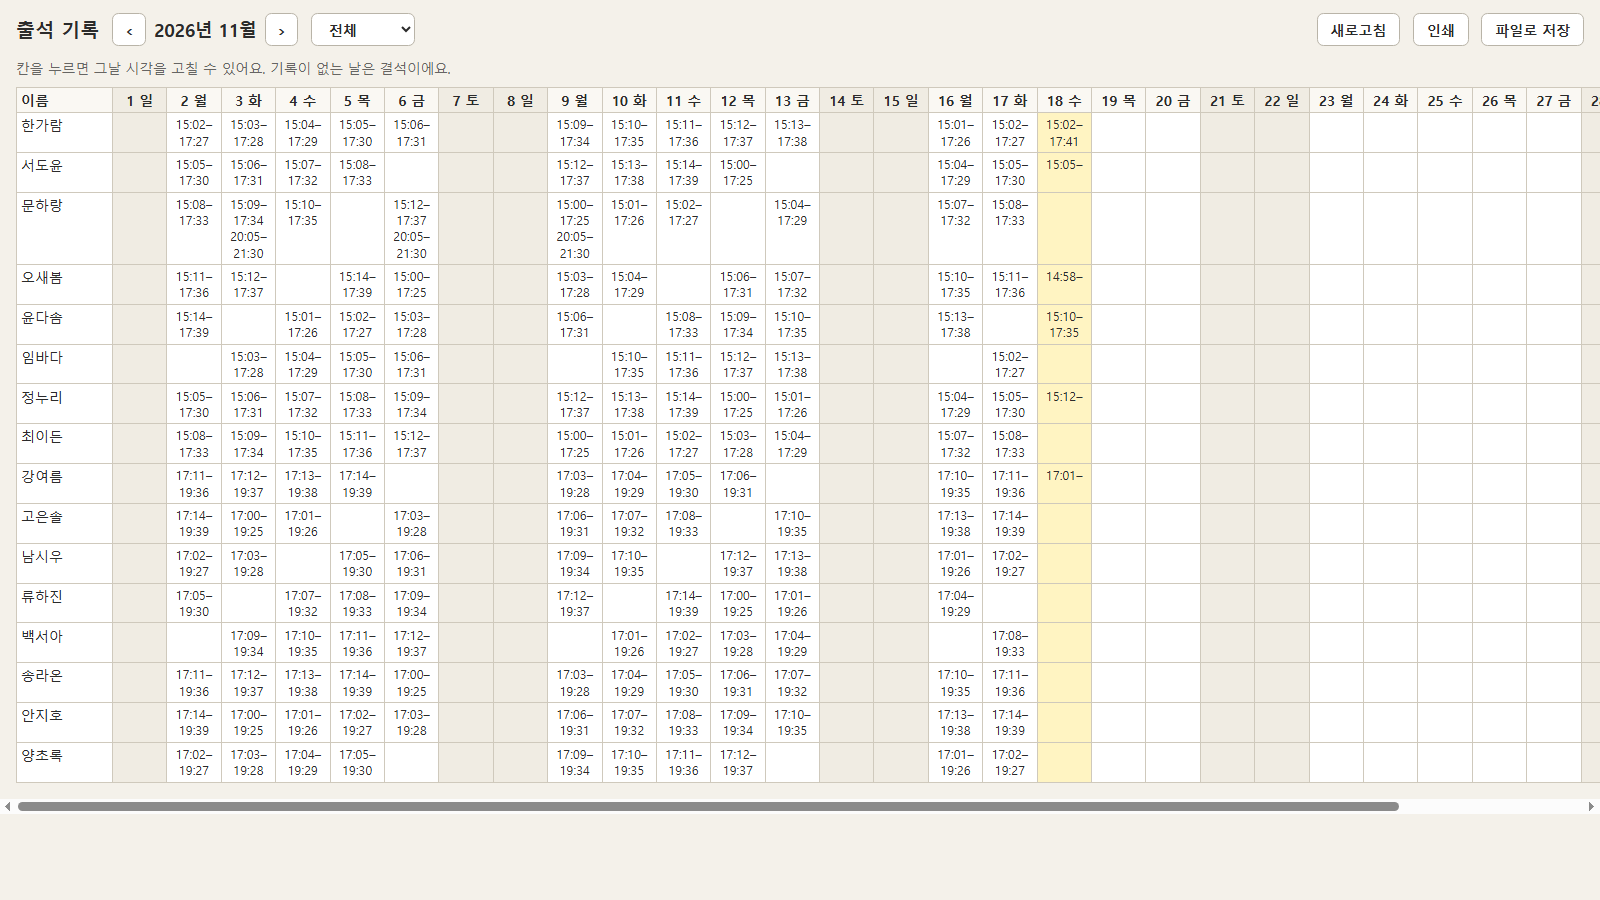 출석 기록 ‹ 2026년 11월 › 전체 새로고침 인쇄 파일로 저장
칸을 누르면 그날 시각을 고칠 수 있어요. 기록이 없는 날은 결석이에요.
이름 1 일 2 월 3 화 4 수 5 목 6 금 7 토 8 일 9 월 10 화 11 수 12 목 13 금 14 토 15 일 16 월 17 화 18 수 19 목 20 금 21 토 22 일 23 월 24 화 25 수 26 목 27 금
한가람 15:02– 15:03– 15:04– 15:05– 15:06– 15:09– 15:10– 15:11– 15:12– 15:13– 15:01– 15:02– 15:02–
17:27 17:28 17:29 17:30 17:31 17:34 17:35 17:36 17:37 17:38 17:26 17:27 17:41
서도윤 15:05– 15:06– 15:07– 15:08– 15:12– 15:13– 15:14– 15:00– 15:04– 15:05– 15:05–
17:30 17:31 17:32 17:33 17:37 17:38 17:39 17:25 17:29 17:30
문하랑 15:08– 15:09– 15:10– 15:12– 15:00– 15:01– 15:02– 15:04– 15:07– 15:08–
17:33 17:34 17:35 17:37 17:25 17:26 17:27 17:29 17:32 17:33
20:05– 20:05– 20:05–
21:30 21:30 21:30
오새봄 15:11– 15:12– 15:14– 15:00– 15:03– 15:04– 15:06– 15:07– 15:10– 15:11– 14:58–
17:36 17:37 17:39 17:25 17:28 17:29 17:31 17:32 17:35 17:36
윤다솜 15:14– 15:01– 15:02– 15:03– 15:06– 15:08– 15:09– 15:10– 15:13– 15:10–
17:39 17:26 17:27 17:28 17:31 17:33 17:34 17:35 17:38 17:35
임바다 15:03– 15:04– 15:05– 15:06– 15:10– 15:11– 15:12– 15:13– 15:02–
17:28 17:29 17:30 17:31 17:35 17:36 17:37 17:38 17:27
정누리 15:05– 15:06– 15:07– 15:08– 15:09– 15:12– 15:13– 15:14– 15:00– 15:01– 15:04– 15:05– 15:12–
17:30 17:31 17:32 17:33 17:34 17:37 17:38 17:39 17:25 17:26 17:29 17:30
최이든 15:08– 15:09– 15:10– 15:11– 15:12– 15:00– 15:01– 15:02– 15:03– 15:04– 15:07– 15:08–
17:33 17:34 17:35 17:36 17:37 17:25 17:26 17:27 17:28 17:29 17:32 17:33
강여름 17:11– 17:12– 17:13– 17:14– 17:03– 17:04– 17:05– 17:06– 17:10– 17:11– 17:01–
19:36 19:37 19:38 19:39 19:28 19:29 19:30 19:31 19:35 19:36
고은솔 17:14– 17:00– 17:01– 17:03– 17:06– 17:07– 17:08– 17:10– 17:13– 17:14–
19:39 19:25 19:26 19:28 19:31 19:32 19:33 19:35 19:38 19:39
남시우 17:02– 17:03– 17:05– 17:06– 17:09– 17:10– 17:12– 17:13– 17:01– 17:02–
19:27 19:28 19:30 19:31 19:34 19:35 19:37 19:38 19:26 19:27
류하진 17:05– 17:07– 17:08– 17:09– 17:12– 17:14– 17:00– 17:01– 17:04–
19:30 19:32 19:33 19:34 19:37 19:39 19:25 19:26 19:29
백서아 17:09– 17:10– 17:11– 17:12– 17:01– 17:02– 17:03– 17:04– 17:08–
19:34 19:35 19:36 19:37 19:26 19:27 19:28 19:29 19:33
송라온 17:11– 17:12– 17:13– 17:14– 17:00– 17:03– 17:04– 17:05– 17:06– 17:07– 17:10– 17:11–
19:36 19:37 19:38 19:39 19:25 19:28 19:29 19:30 19:31 19:32 19:35 19:36
안지호 17:14– 17:00– 17:01– 17:02– 17:03– 17:06– 17:07– 17:08– 17:09– 17:10– 17:13– 17:14–
19:39 19:25 19:26 19:27 19:28 19:31 19:32 19:33 19:34 19:35 19:38 19:39
양초록 17:02– 17:03– 17:04– 17:05– 17:09– 17:10– 17:11– 17:12– 17:01– 17:02–
19:27 19:28 19:29 19:30 19:34 19:35 19:36 19:37 19:26 19:27